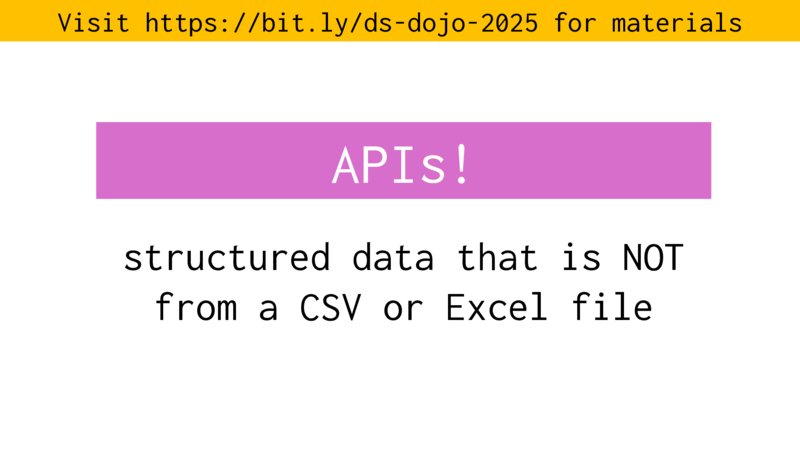 Visit https://bit.ly/ds-dojo-2025 for materials
APIs!
structured data that is NOT
from a CSV or Excel file